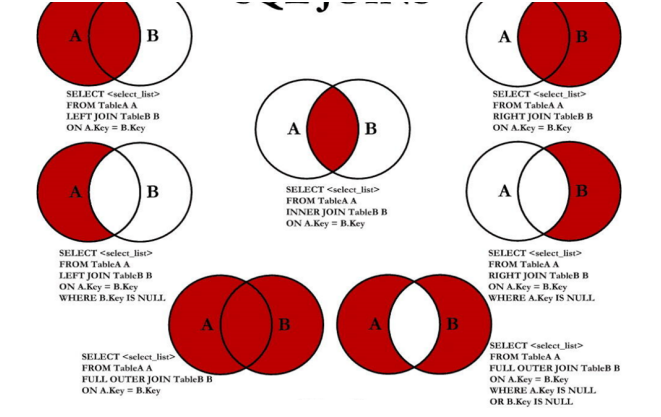 A B
SELECT <select_list>
FROM TableA A
LEFT JOIN TableB B
ON A.Key = B.Key
A B
SELECT <select_list>
FROM TableA A
RIGHT JOIN TableB B
ON A.Key = B.Key
A B
SELECT <select_list>
FROM TableA A
INNER JOIN TableB B
ON A.Key = B.Key
A B
SELECT <select_list>
FROM TableA A
LEFT JOIN TableB B
ON A.Key = B.Key
WHERE B.Key IS NULL
A B
SELECT <select_list>
FROM TableA A
RIGHT JOIN TableB B
ON A.Key = B.Key
WHERE A.Key IS NULL
A B
SELECT <select_list>
FROM TableA A
FULL OUTER JOIN TableB B
ON A.Key = B.Key
A B
SELECT <select_list>
FROM TableA A
FULL OUTER JOIN TableB B
ON A.Key = B.Key
WHERE A.Key IS NULL
OR B.Key IS NULL